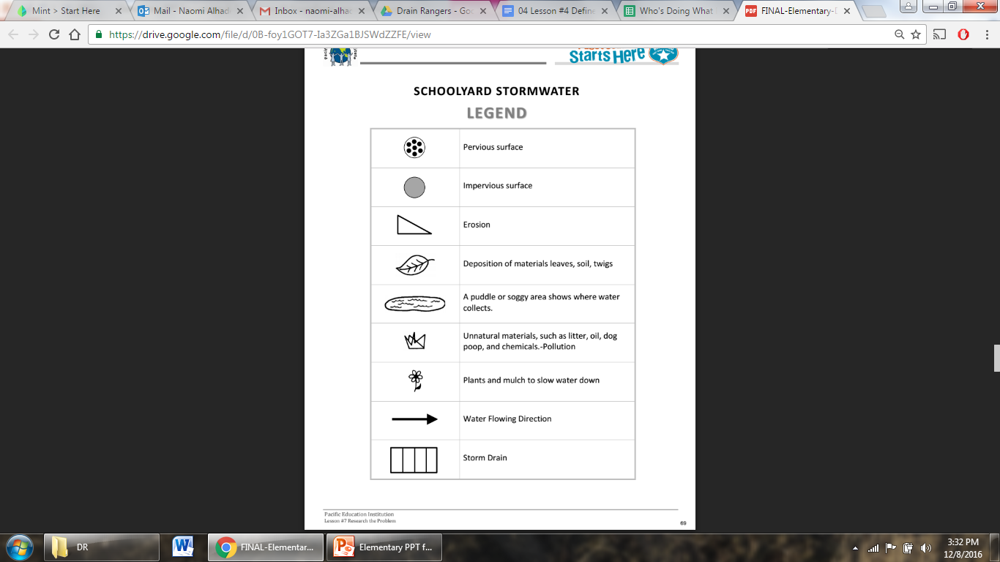 Mint > Start Here
Mail - Naomi Alhad
Inbox - naomi-alha
Drain Rangers - Goo
04 Lesson #4 Define
Who's Doing What
FINAL-Elementary-
https://drive.google.com/file/d/0B-foy1GOT7-Ia3ZGa1BJSWdZZFE/view
Starts Here
SCHOOLYARD STORMWATER
LEGEND
Pervious surface
Impervious surface
Erosion
Deposition of materials leaves, soil, twigs
A puddle or soggy area shows where water
collects.
Unnatural materials, such as litter, oil, dog
poop, and chemicals.-Pollution
Plants and mulch to slow water down
Water Flowing Direction
Storm Drain
Pacific Education Institution
Lesson #7 Research the Problem
69
DR
FINAL-Elementar...
Elementary PPT f...
3:32 PM
12/8/2016